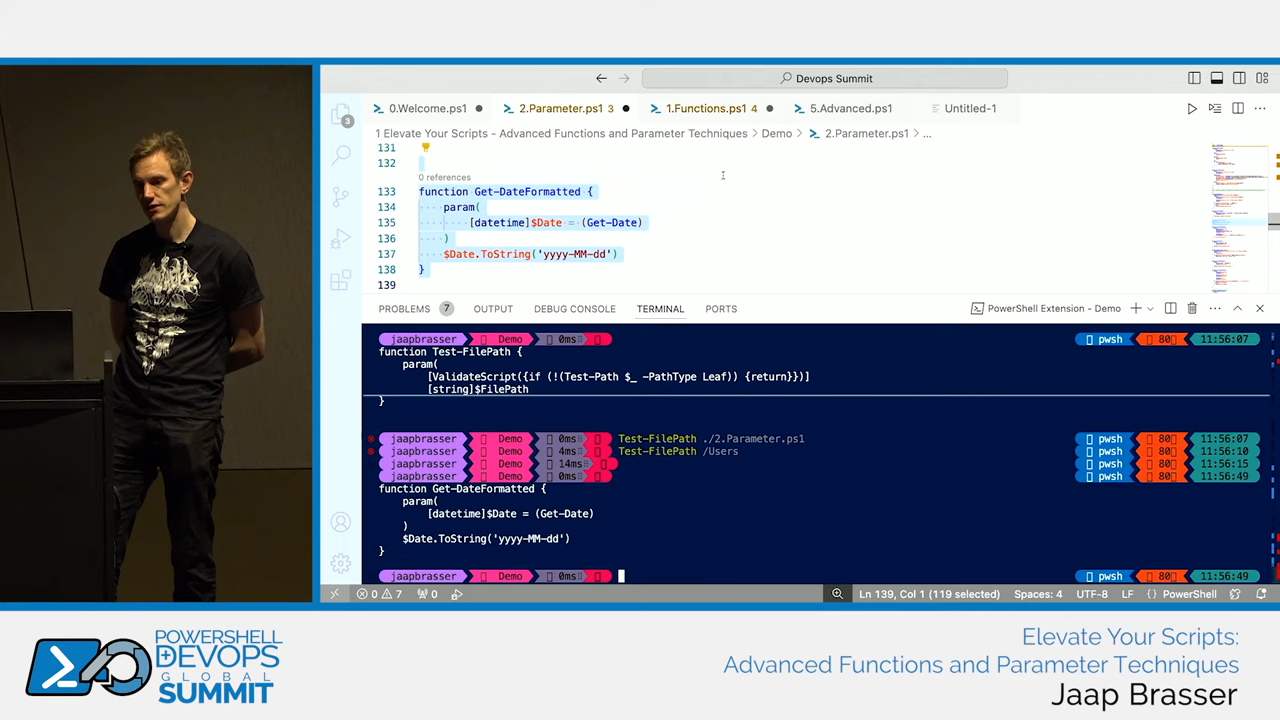 Devops Summit
0.Welcome.ps1
2.Parameter.ps1 3
1.Functions.ps1 4
5.Advanced.ps1
Untitled-1
1 Elevate Your Scripts - Advanced Functions and Parameter Techniques > Demo > 2.Parameter.ps1 > ...
3
131
132
0 references
133 function Get-DateFormatted {
134 param(
135 [datetime]$Date = (Get-Date)
136 )
137 $Date.ToString('yyyy-MM-dd')
138 }
139
PROBLEMS 7 OUTPUT DEBUG CONSOLE TERMINAL PORTS
PowerShell Extension - Demo
jaapbrasser Demo 0ms pwsh 80 11:56:07
function Test-FilePath {
param(
[ValidateScript({if (!(Test-Path $_ -PathType Leaf)) {return}})]
[string]$FilePath
}
jaapbrasser Demo 0ms Test-FilePath ./2.Parameter.ps1 pwsh 80 11:56:07
jaapbrasser Demo 4ms Test-FilePath /Users pwsh 80 11:56:10
jaapbrasser Demo 14ms pwsh 80 11:56:15
jaapbrasser Demo 0ms pwsh 80 11:56:49
function Get-DateFormatted {
param(
[datetime]$Date = (Get-Date)
)
$Date.ToString('yyyy-MM-dd')
}
jaapbrasser Demo 0ms pwsh 80 11:56:49
0 7 0
Ln 139, Col 1 (119 selected) Spaces: 4 UTF-8 LF { } PowerShell
POWERSHELL
DEVOPS
GLOBAL
SUMMIT
Elevate Your Scripts:
Advanced Functions and Parameter Techniques
Jaap Brasser